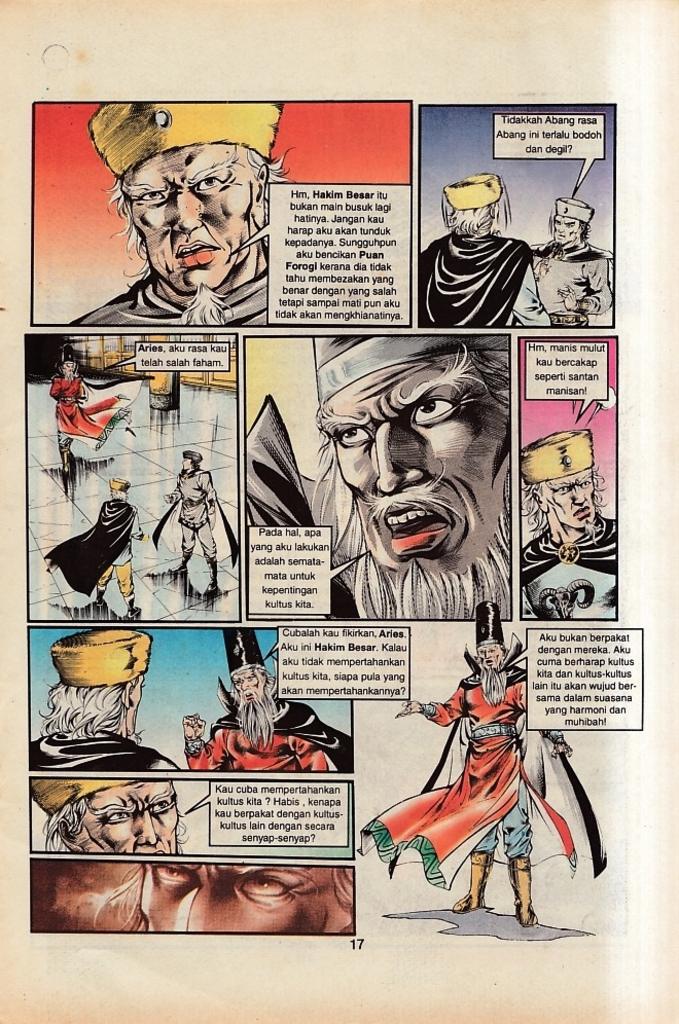 Hm, Hakim Besar itu
bukan main busuk lagi
hatinya. Jangan kau
harap aku akan tunduk
kepadanya. Sungguhpun
aku bencikan Puan
Forogi kerana dia tidak
tahu membezakan yang
benar dengan yang salah
tetapi sampai mati pun aku
tidak akan mengkhianatinya.
Tidakkah Abang rasa
Abang ini terlalu bodoh
dan degil?
Aries, aku rasa kau
telah salah faham.
Pada hal, apa
yang aku lakukan
adalah semata-
mata untuk
kepentingan
kultus kita.
Hm, manis mulut
kau bercakap
seperti santan
manisan!
Cubalah kau fikirkan, Aries.
Aku ini Hakim Besar. Kalau
aku tidak mempertahankan
kultus kita, siapa pula yang
akan mempertahankannya?
Aku bukan berpakat
dengan mereka. Aku
cuma berharap kultus
kita dan kultus-kultus
lain itu akan wujud ber-
sama dalam suasana
yang harmoni dan
muhibah!
Kau cuba mempertahankan
kultus kita ? Habis , kenapa
kau berpakat dengan kultus-
kultus lain dengan secara
senyap-senyap?
17